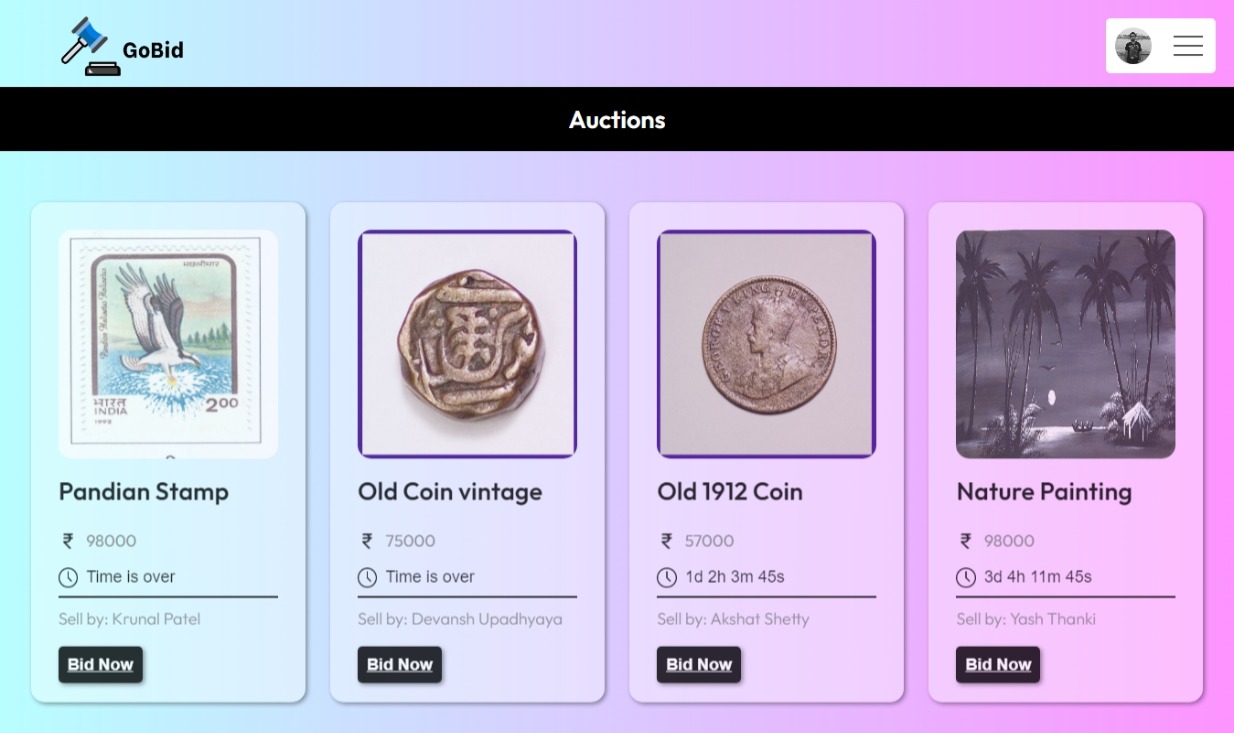 GoBid
Auctions
भारत
INDIA
1992
2.00
GEORGE V KING EMPEROR
Pandian Stamp
Old Coin vintage
Old 1912 Coin
Nature Painting
₹ 98000
₹ 75000
₹ 57000
₹ 98000
Time is over
Time is over
1d 2h 3m 45s
3d 4h 11m 45s
Sell by: Krunal Patel
Sell by: Devansh Upadhyaya
Sell by: Akshat Shetty
Sell by: Yash Thanki
Bid Now
Bid Now
Bid Now
Bid Now